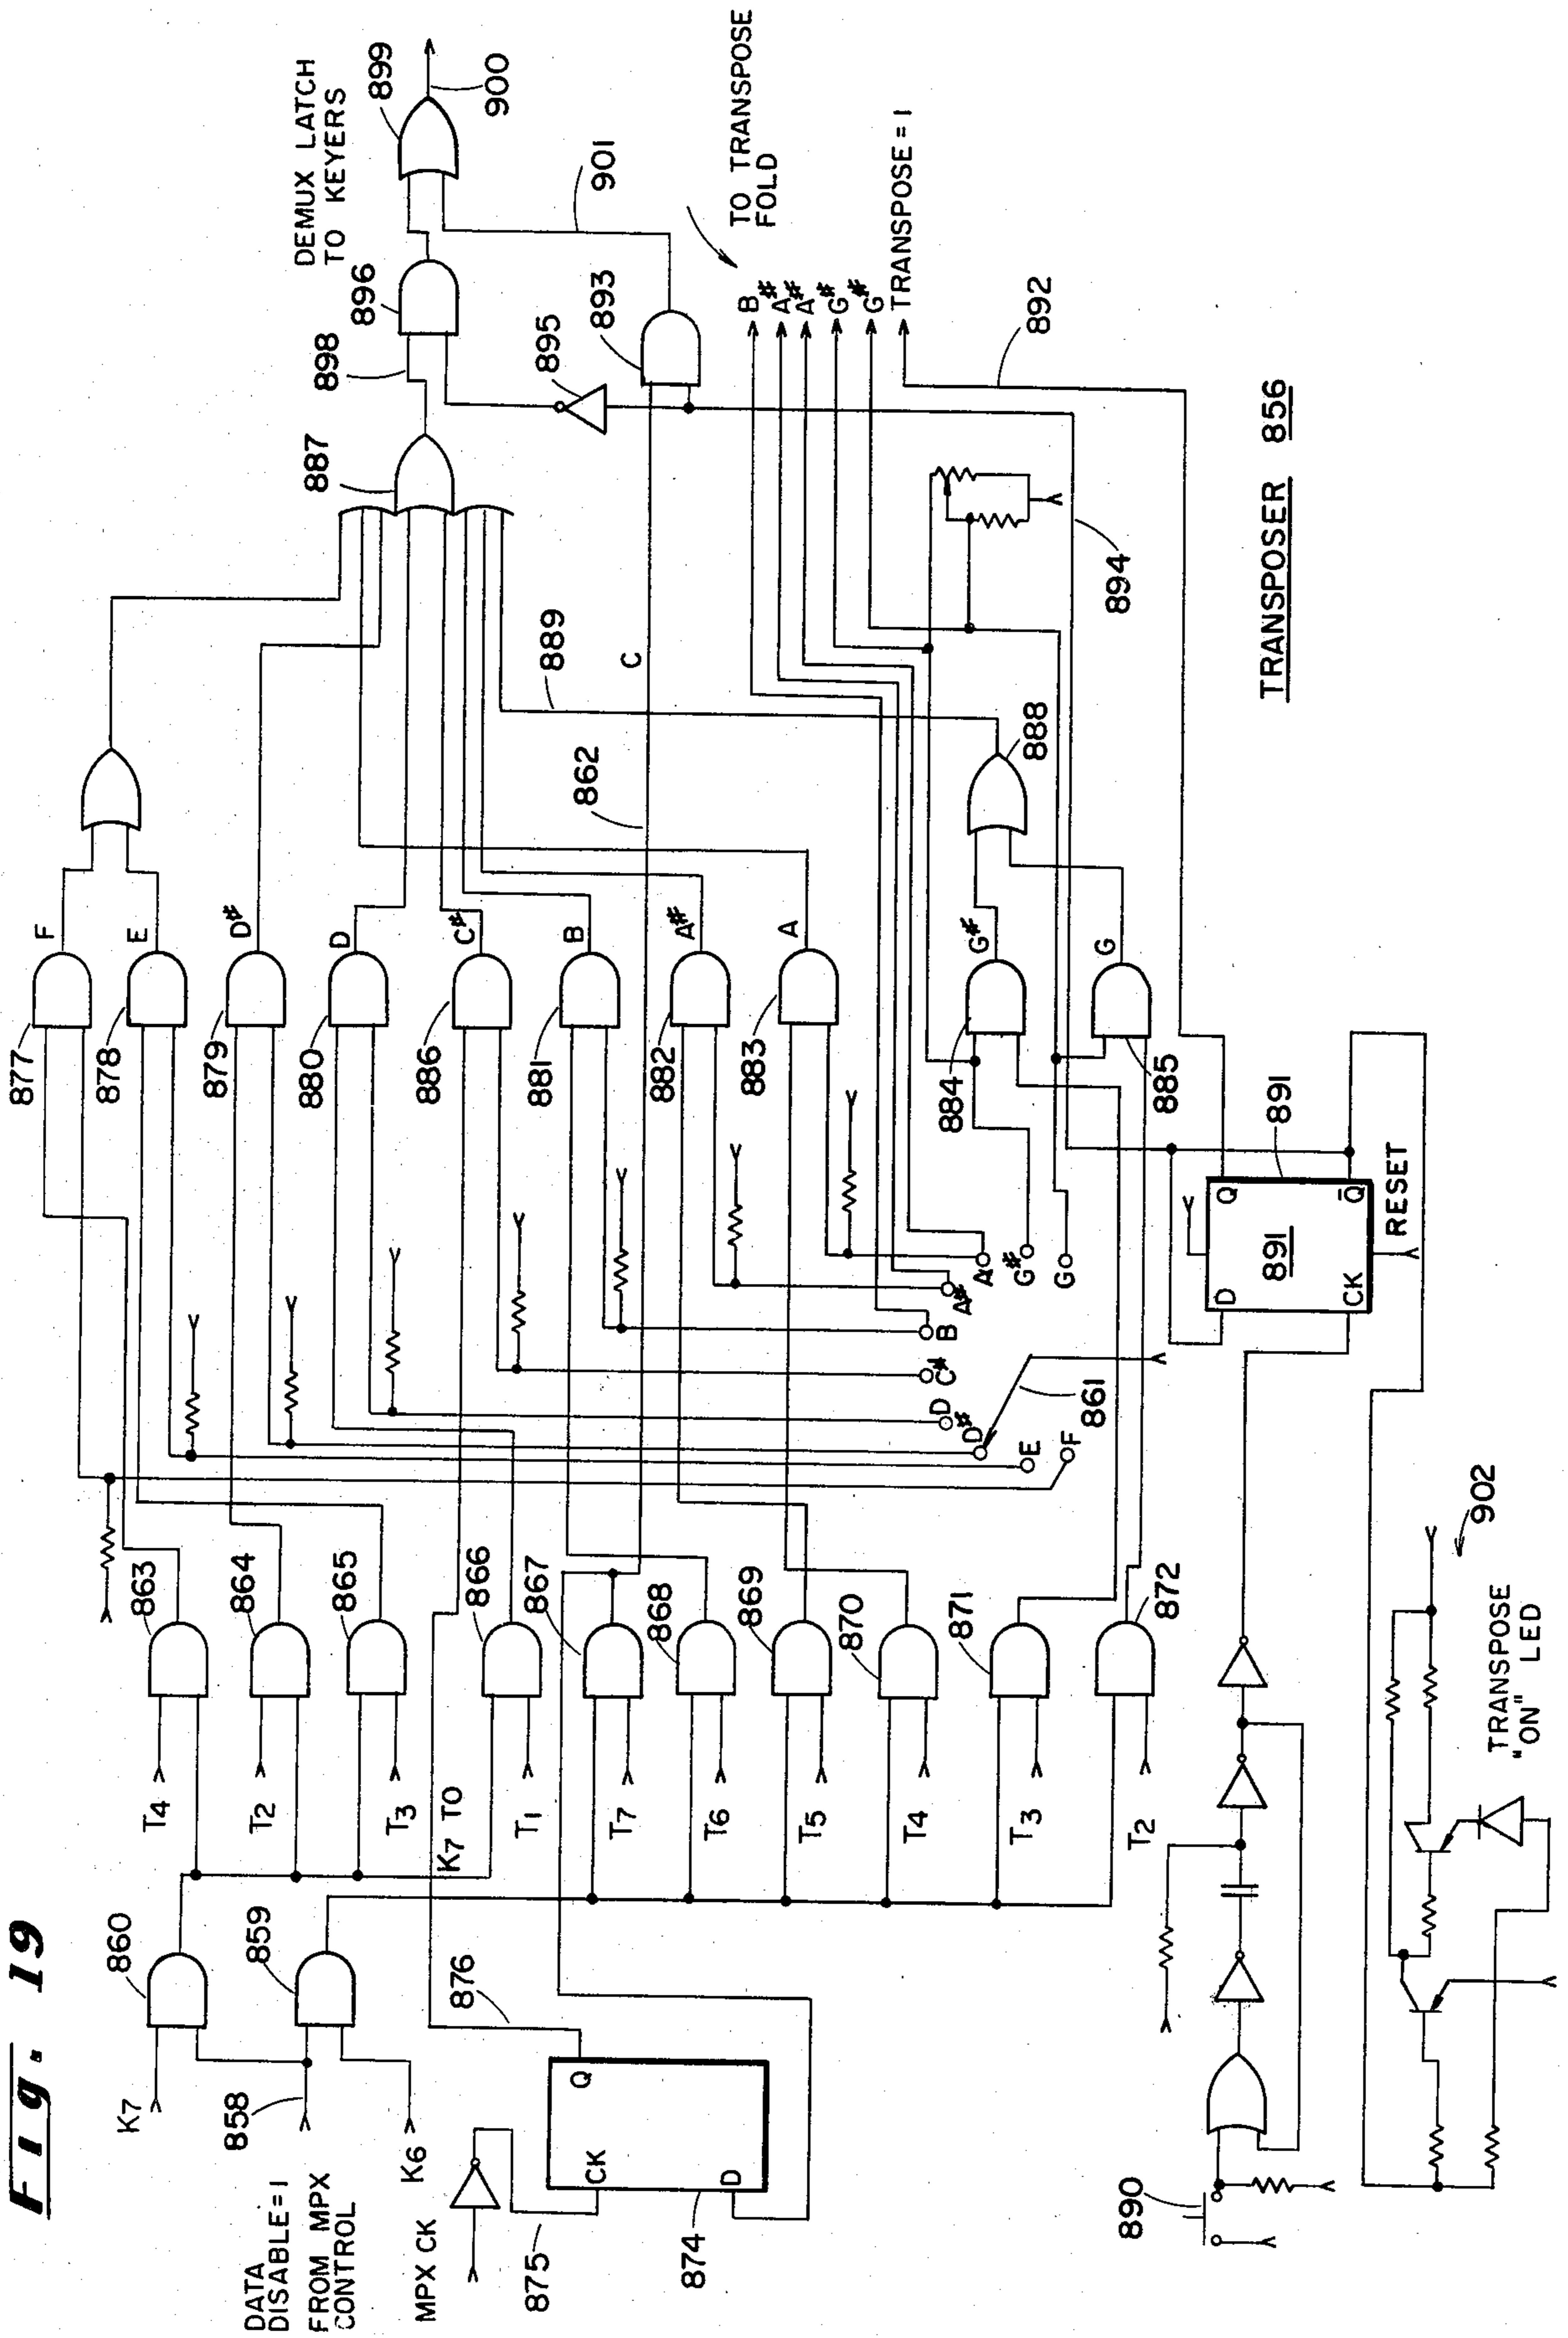 Fig. 19
K7
860
858
859
DATA
DISABLE=1
FROM MPX
CONTROL
K6
MPX CK
875
CK
Q
D
874
876
K7 TO
T4
863
T2
864
T3
865
T1
866
T7
867
T6
868
T5
869
T4
870
T3
871
T2
872
877
F
878
E
879
D#
880
D
886
C#
881
B
882
A#
883
A
884
G#
885
G
F
E
D#
D
C#
B
A#
A
G#
G
861
862
C
887
888
889
898
896
895
893
DEMUX LATCH
TO KEYERS
899
900
901
TO TRANSPOSE
FOLD
B
A#
A#
G#
G#
TRANSPOSE = 1
892
894
890
D
Q
891
CK
Q̅
891
RESET
TRANSPOSE
"ON" LED
902
TRANSPOSER 856